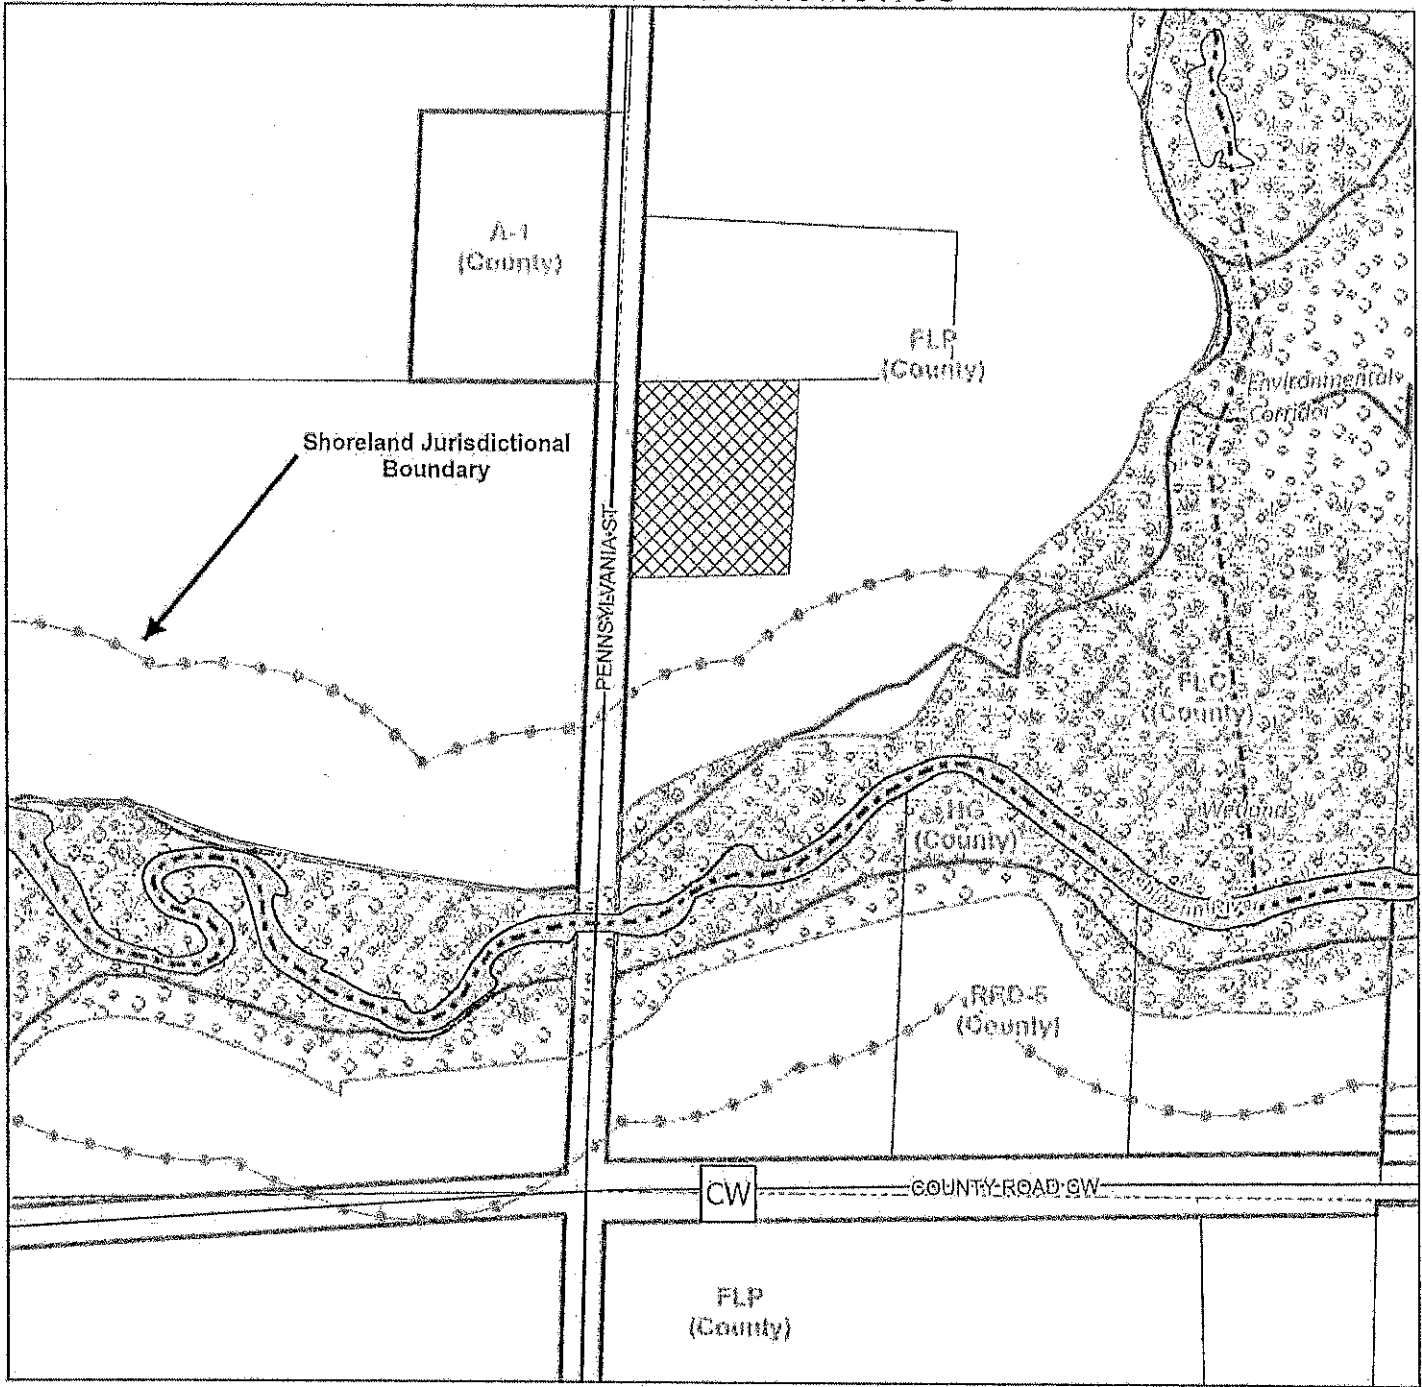 A-1
(County)
FLP
(County)
Environmental
Corridor
Shoreland Jurisdictional
Boundary
PENNSYLVANIA ST
FLC
(County)
Wetlands
HG
(County)
RRD-5
(County)
CW
COUNTY ROAD CW
FLP
(County)